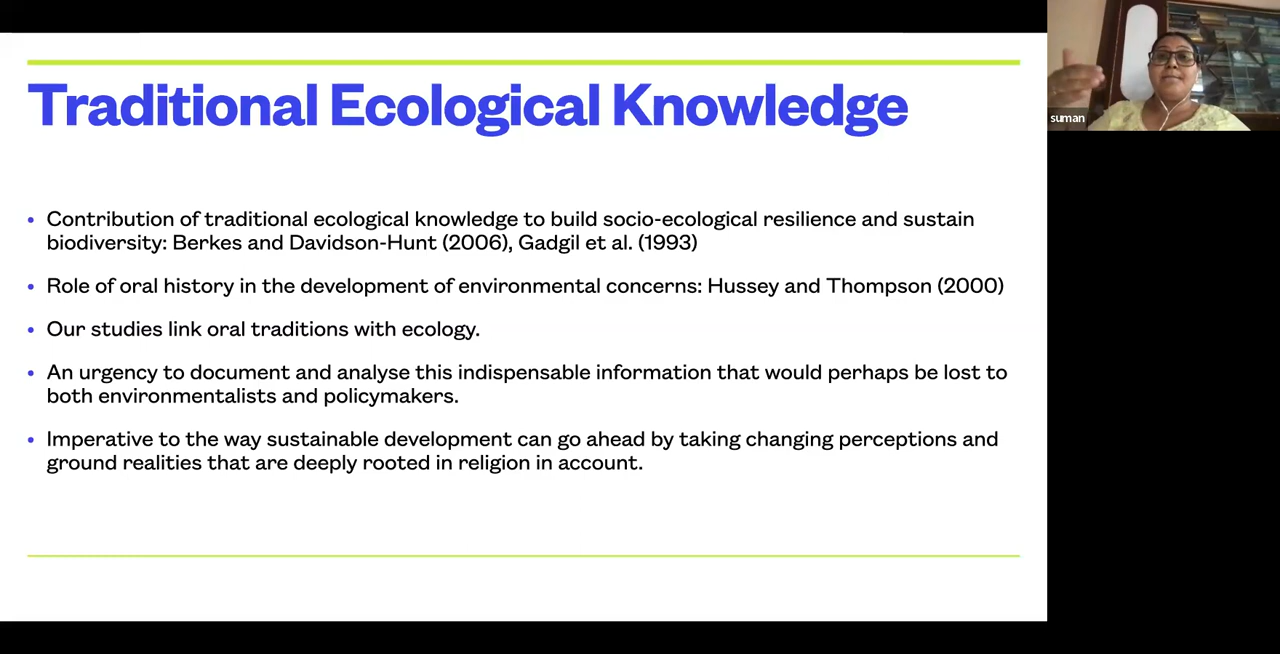 Traditional Ecological Knowledge
• Contribution of traditional ecological knowledge to build socio-ecological resilience and sustain
biodiversity: Berkes and Davidson-Hunt (2006), Gadgil et al. (1993)
• Role of oral history in the development of environmental concerns: Hussey and Thompson (2000)
• Our studies link oral traditions with ecology.
• An urgency to document and analyse this indispensable information that would perhaps be lost to
both environmentalists and policymakers.
• Imperative to the way sustainable development can go ahead by taking changing perceptions and
ground realities that are deeply rooted in religion in account.
suman